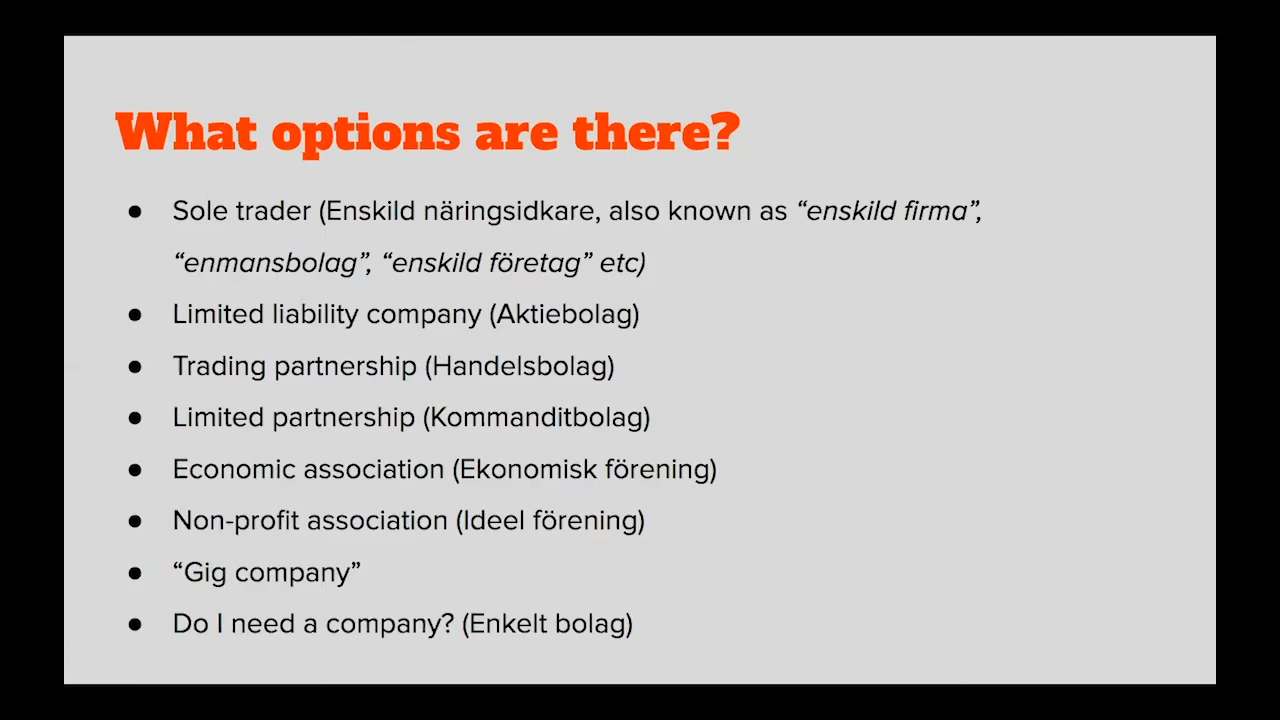 What options are there?
● Sole trader (Enskild näringsidkare, also known as “enskild firma”,
“enmansbolag”, “enskild företag” etc)
● Limited liability company (Aktiebolag)
● Trading partnership (Handelsbolag)
● Limited partnership (Kommanditbolag)
● Economic association (Ekonomisk förening)
● Non-profit association (Ideel förening)
● “Gig company”
● Do I need a company? (Enkelt bolag)